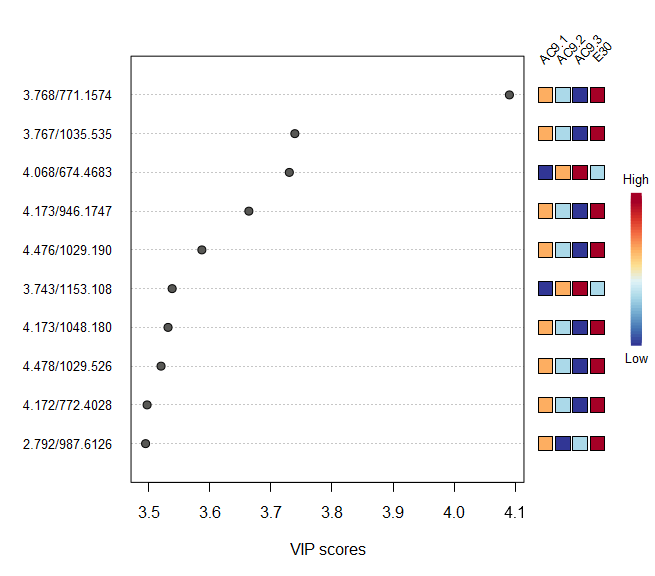 AC9.1 AC9.2 AC9.3 E30
3.768/771.1574
3.767/1035.535
4.068/674.4683
4.173/946.1747
4.476/1029.190
3.743/1153.108
4.173/1048.180
4.478/1029.526
4.172/772.4028
2.792/987.6126
High
Low
3.5 3.6 3.7 3.8 3.9 4.0 4.1
VIP scores